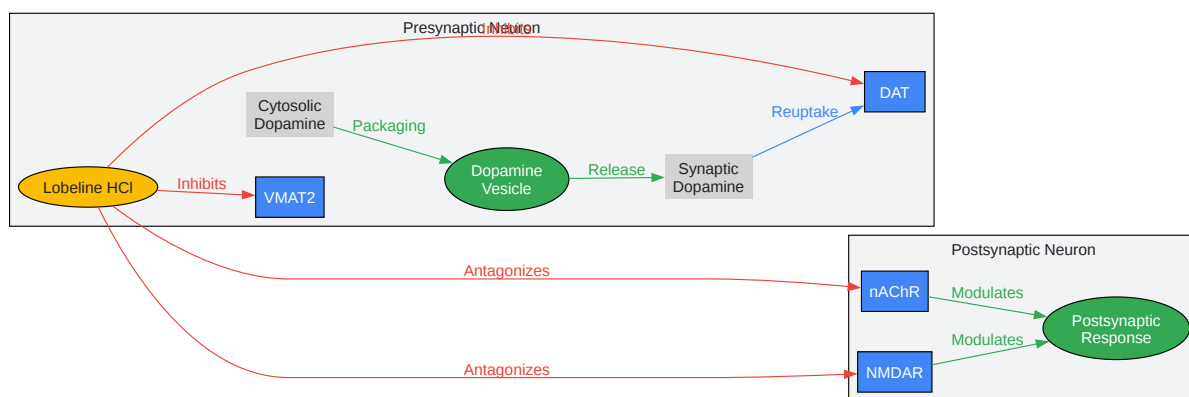 Presynaptic Neuron
Inhibits
Cytosolic
Dopamine
DAT
Reuptake
Packaging
Dopamine
Vesicle
Release
Synaptic
Dopamine
Lobeline HCl
Inhibits
VMAT2
Postsynaptic Neuron
Antagonizes
nAChR
Modulates
Postsynaptic
Response
Modulates
Antagonizes
NMDAR